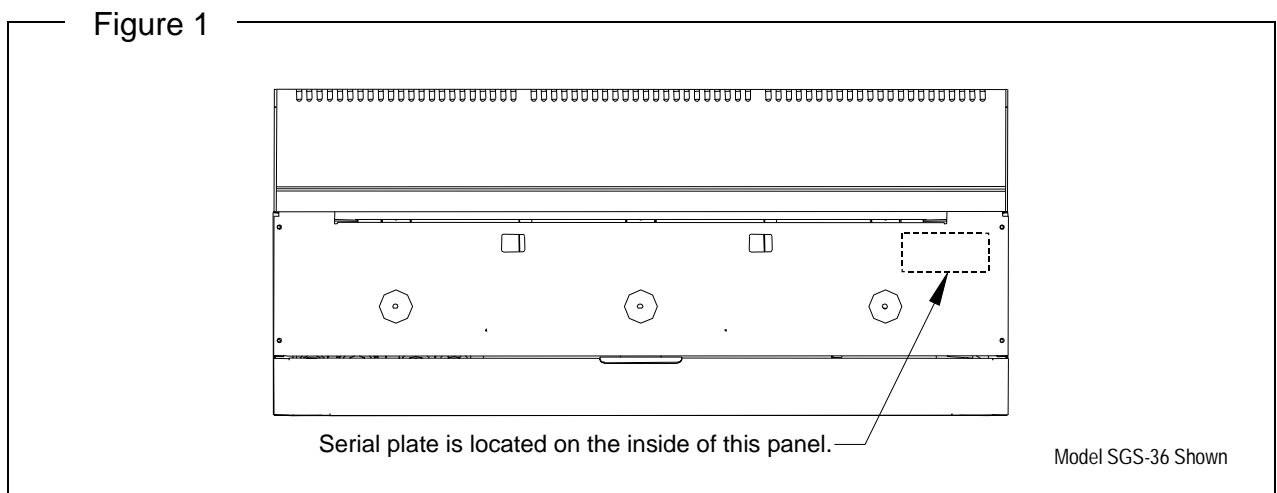 Figure 1
Serial plate is located on the inside of this panel.
Model SGS-36 Shown